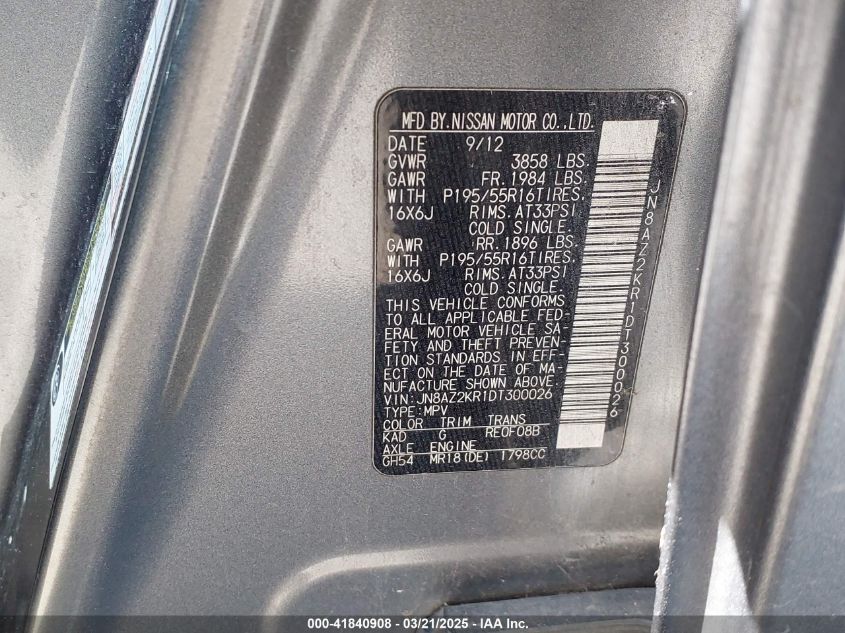 MFD BY.NISSAN MOTOR CO.,LTD.
DATE 9/12
GVWR 3858 LBS.
GAWR FR.1984 LBS.
WITH P195/55R16TIRES.
16X6J RIMS.AT33PSI
COLD SINGLE.
GAWR RR.1896 LBS.
WITH P195/55R16TIRES.
16X6J RIMS.AT33PSI
COLD SINGLE.
THIS VEHICLE CONFORMS
TO ALL APPLICABLE FED-
ERAL MOTOR VEHICLE SA-
FETY AND THEFT PREVEN-
TION STANDARDS IN EFF-
ECT ON THE DATE OF MA-
NUFACTURE SHOWN ABOVE.
VIN:JN8AZ2KR1DT300026
TYPE:MPV
COLOR TRIM TRANS
KAD G RE0F08B
AXLE ENGINE
GH54 MR18(DE) 1798CC
JN8AZ2KR1DT300026
000-41840908 - 03/21/2025 - IAA Inc.